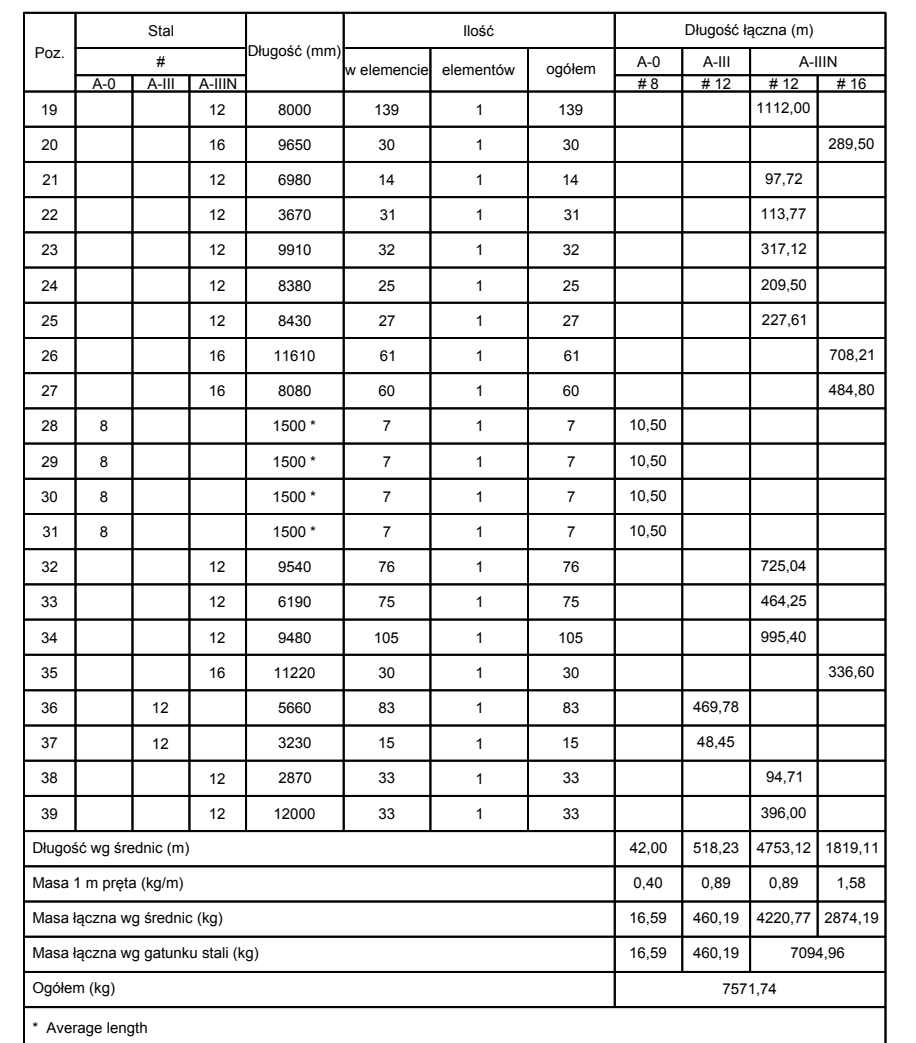 Poz. Stal Długość (mm) Ilość Długość łączna (m)
# w elemencie elementów ogółem A-0 A-III A-IIIN
A-0 A-III A-IIIN # 8 # 12 # 12 # 16
19 12 8000 139 1 139 1112,00
20 16 9650 30 1 30 289,50
21 12 6980 14 1 14 97,72
22 12 3670 31 1 31 113,77
23 12 9910 32 1 32 317,12
24 12 8380 25 1 25 209,50
25 12 8430 27 1 27 227,61
26 16 11610 61 1 61 708,21
27 16 8080 60 1 60 484,80
28 8 1500 * 7 1 7 10,50
29 8 1500 * 7 1 7 10,50
30 8 1500 * 7 1 7 10,50
31 8 1500 * 7 1 7 10,50
32 12 9540 76 1 76 725,04
33 12 6190 75 1 75 464,25
34 12 9480 105 1 105 995,40
35 16 11220 30 1 30 336,60
36 12 5660 83 1 83 469,78
37 12 3230 15 1 15 48,45
38 12 2870 33 1 33 94,71
39 12 12000 33 1 33 396,00
Długość wg średnic (m) 42,00 518,23 4753,12 1819,11
Masa 1 m pręta (kg/m) 0,40 0,89 0,89 1,58
Masa łączna wg średnic (kg) 16,59 460,19 4220,77 2874,19
Masa łączna wg gatunku stali (kg) 16,59 460,19 7094,96
Ogółem (kg) 7571,74
* Average length